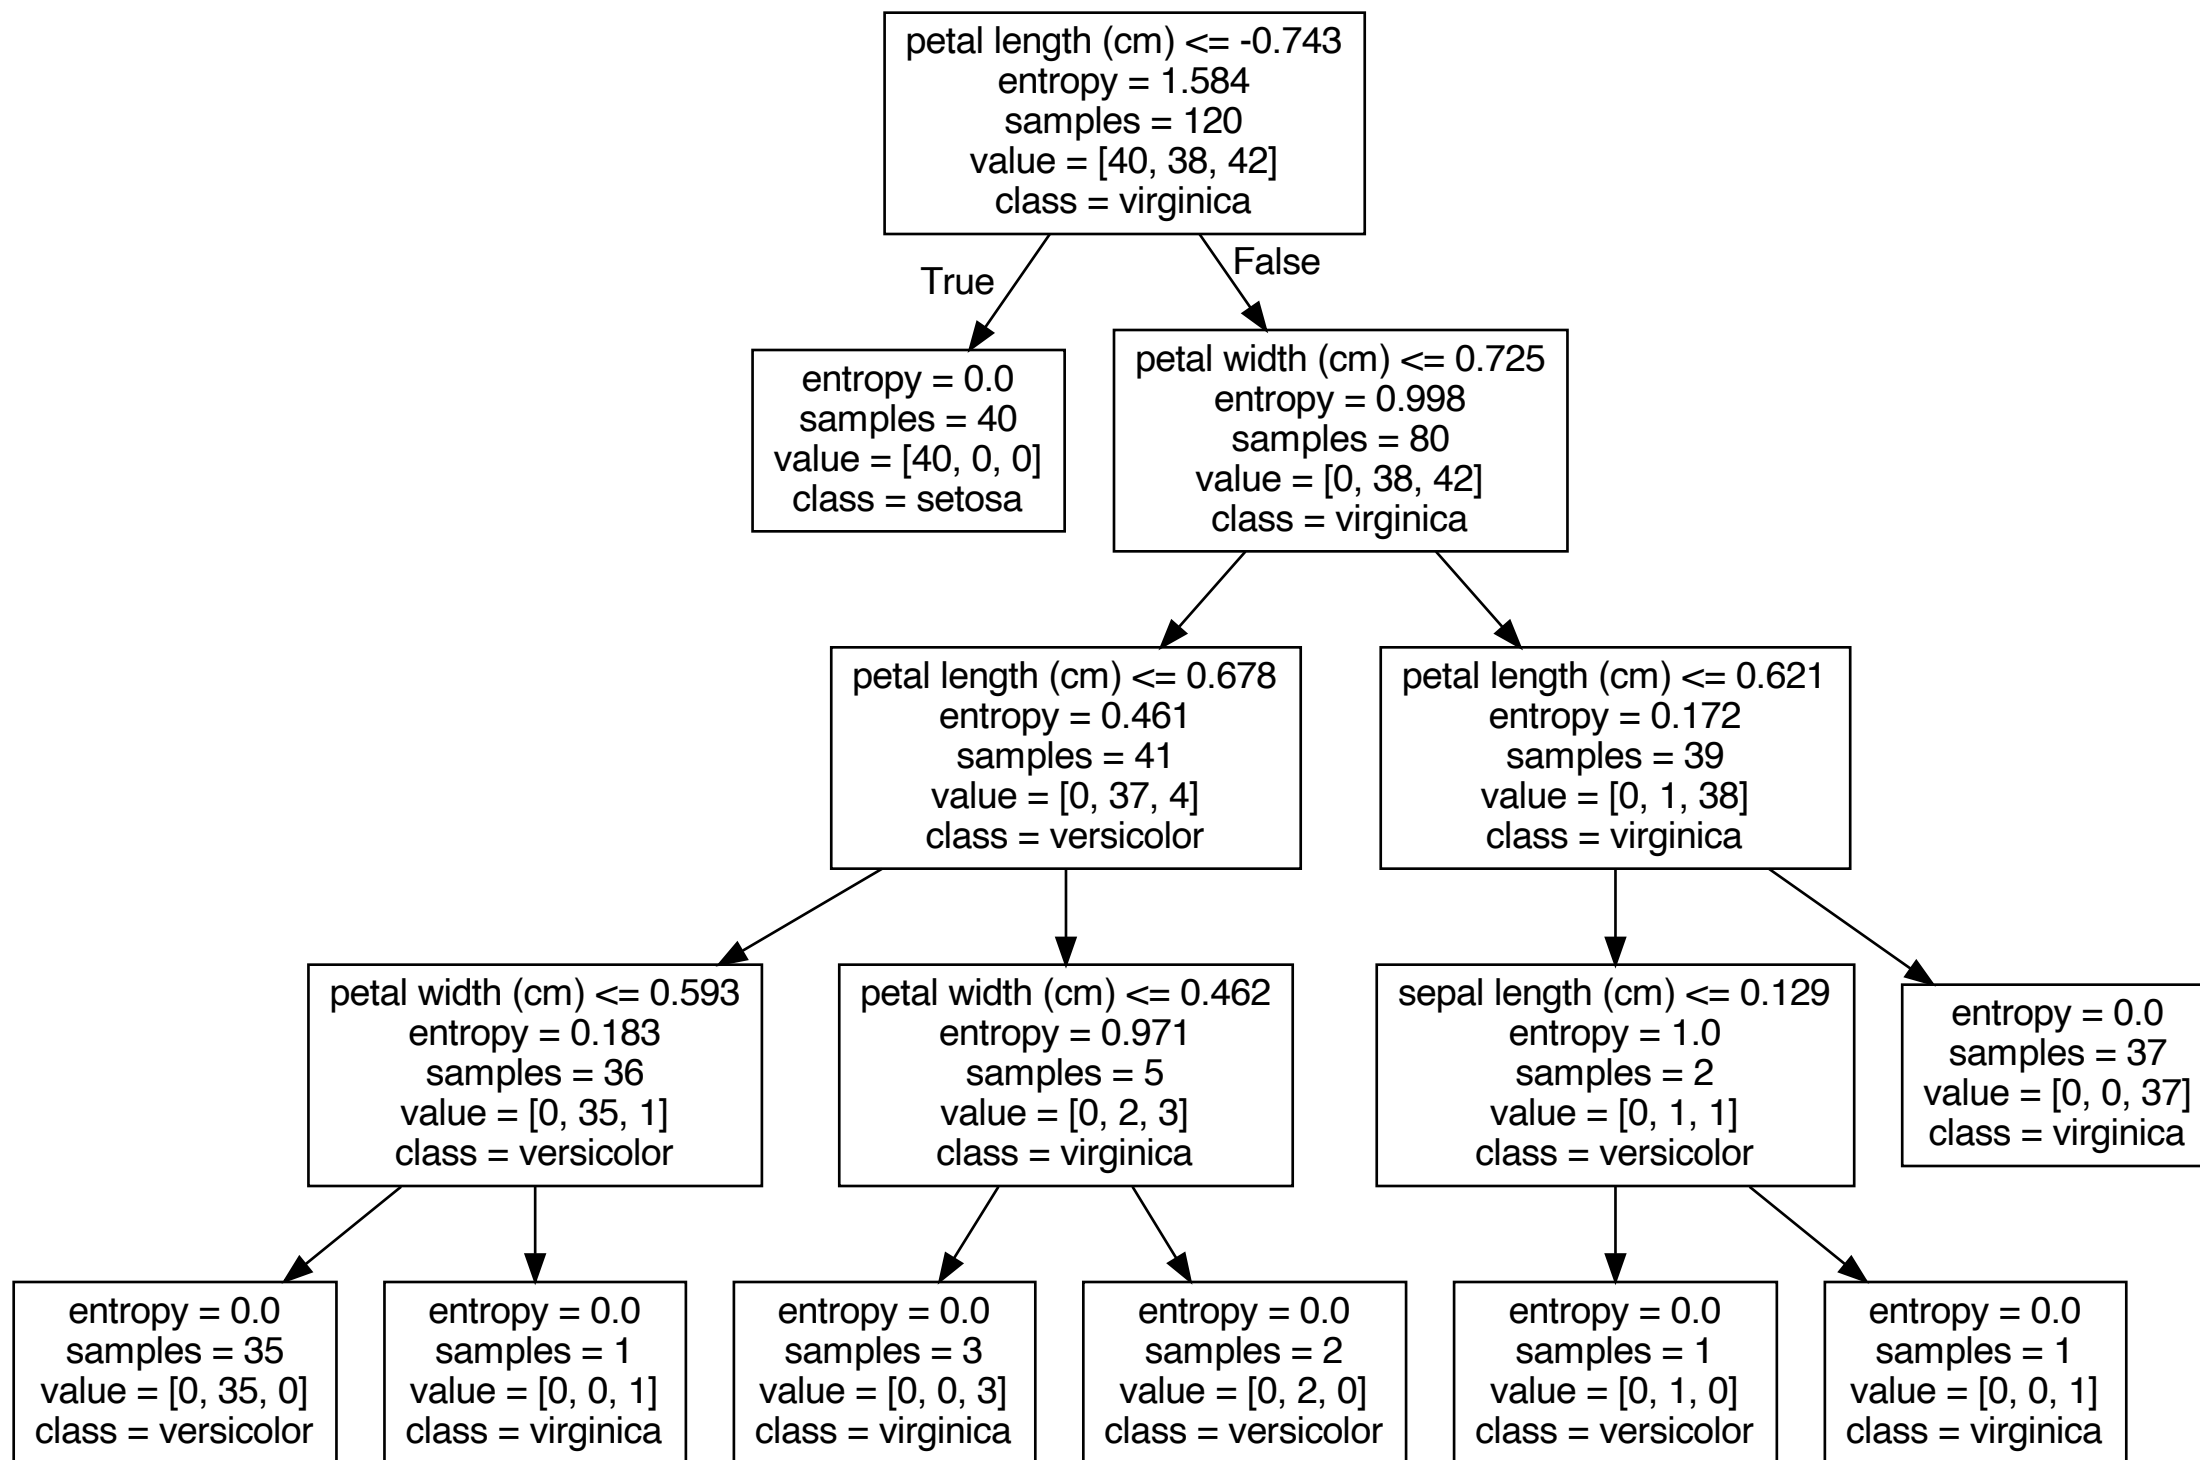 petal length (cm) <= -0.743
entropy = 1.584
samples = 120
value = [40, 38, 42]
class = virginica
True
False
entropy = 0.0
samples = 40
value = [40, 0, 0]
class = setosa
petal width (cm) <= 0.725
entropy = 0.998
samples = 80
value = [0, 38, 42]
class = virginica
petal length (cm) <= 0.678
entropy = 0.461
samples = 41
value = [0, 37, 4]
class = versicolor
petal length (cm) <= 0.621
entropy = 0.172
samples = 39
value = [0, 1, 38]
class = virginica
petal width (cm) <= 0.593
entropy = 0.183
samples = 36
value = [0, 35, 1]
class = versicolor
petal width (cm) <= 0.462
entropy = 0.971
samples = 5
value = [0, 2, 3]
class = virginica
sepal length (cm) <= 0.129
entropy = 1.0
samples = 2
value = [0, 1, 1]
class = versicolor
entropy = 0.0
samples = 37
value = [0, 0, 37]
class = virginica
entropy = 0.0
samples = 35
value = [0, 35, 0]
class = versicolor
entropy = 0.0
samples = 1
value = [0, 0, 1]
class = virginica
entropy = 0.0
samples = 3
value = [0, 0, 3]
class = virginica
entropy = 0.0
samples = 2
value = [0, 2, 0]
class = versicolor
entropy = 0.0
samples = 1
value = [0, 1, 0]
class = versicolor
entropy = 0.0
samples = 1
value = [0, 0, 1]
class = virginica